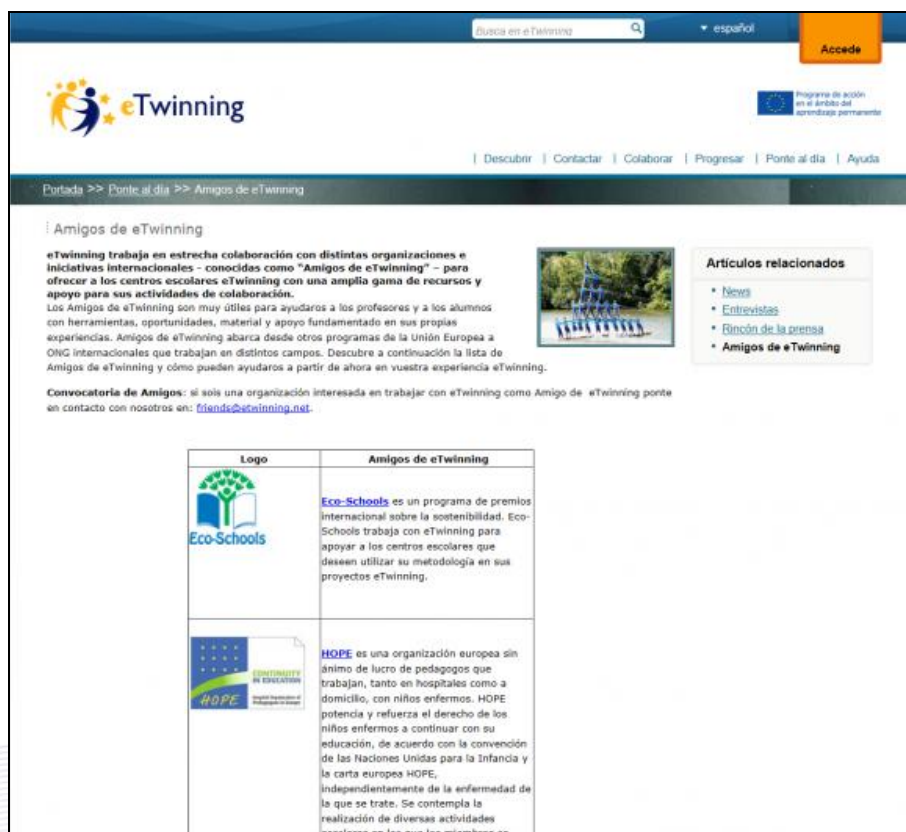 Busca en eTwinning
español
Accede
eTwinning
Programa de acción
en el ámbito del
aprendizaje permanente
| Descubrir | Contactar | Colaborar | Progresar | Ponte al día | Ayuda
Portada >> Ponte al día >> Amigos de eTwinning
Amigos de eTwinning
eTwinning trabaja en estrecha colaboración con distintas organizaciones e
iniciativas internacionales - conocidas como "Amigos de eTwinning" – para
ofrecer a los centros escolares eTwinning con una amplia gama de recursos y
apoyo para sus actividades de colaboración.
Los Amigos de eTwinning son muy útiles para ayudaros a los profesores y a los alumnos
con herramientas, oportunidades, material y apoyo fundamentado en sus propias
experiencias. Amigos de eTwinning abarca desde otros programas de la Unión Europea a
ONG internacionales que trabajan en distintos campos. Descubre a continuación la lista de
Amigos de eTwinning y cómo pueden ayudaros a partir de ahora en vuestra experiencia eTwinning.
Convocatoria de Amigos: si sois una organización interesada en trabajar con eTwinning como Amigo de eTwinning ponte
en contacto con nosotros en: friends@etwinning.net.
Artículos relacionados
News
Entrevistas
Rincón de la prensa
Amigos de eTwinning
Logo
Amigos de eTwinning
Eco-Schools
Eco-Schools es un programa de premios
internacional sobre la sostenibilidad. Eco-
Schools trabaja con eTwinning para
apoyar a los centros escolares que
deseen utilizar su metodología en sus
proyectos eTwinning.
HOPE
CONTINUITY
IN EDUCATION
HOPE es una organización europea sin
ánimo de lucro de pedagogos que
trabajan, tanto en hospitales como a
domicilio, con niños enfermos. HOPE
potencia y refuerza el derecho de los
niños enfermos a continuar con su
educación, de acuerdo con la convención
de las Naciones Unidas para la Infancia y
la carta europea HOPE,
independientemente de la enfermedad de
la que se trate. Se contempla la
realización de diversas actividades